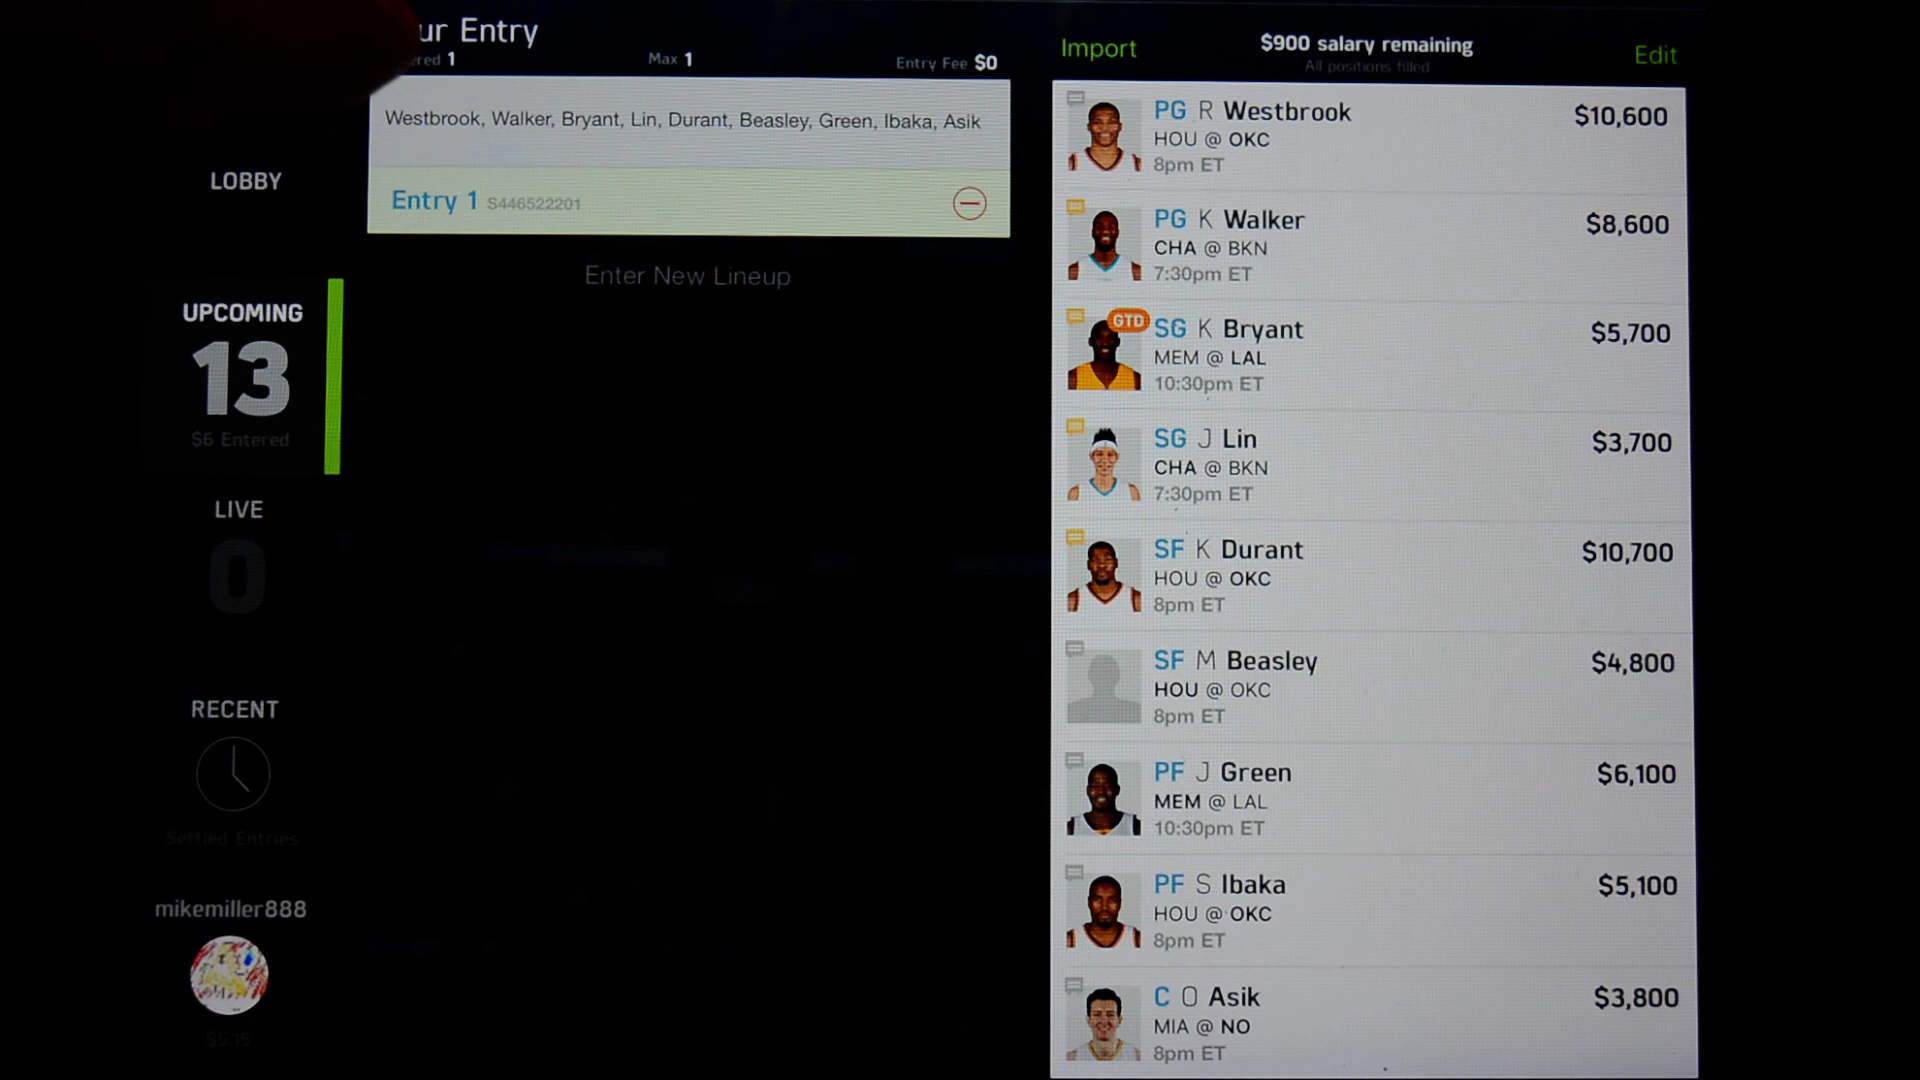 ur Entry
red 1
Max 1
Entry Fee $0
Westbrook, Walker, Bryant, Lin, Durant, Beasley, Green, Ibaka, Asik
Entry 1 S446522201
Enter New Lineup
LOBBY
UPCOMING
13
$6 Entered
LIVE
0
RECENT
Settled Entries
mikemiller888
$5.15
Import
$900 salary remaining
All positions filled
Edit
PG R Westbrook
HOU @ OKC
8pm ET
$10,600
PG K Walker
CHA @ BKN
7:30pm ET
$8,600
GTD
SG K Bryant
MEM @ LAL
10:30pm ET
$5,700
SG J Lin
CHA @ BKN
7:30pm ET
$3,700
SF K Durant
HOU @ OKC
8pm ET
$10,700
SF M Beasley
HOU @ OKC
8pm ET
$4,800
PF J Green
MEM @ LAL
10:30pm ET
$6,100
PF S Ibaka
HOU @ OKC
8pm ET
$5,100
C O Asik
MIA @ NO
8pm ET
$3,800